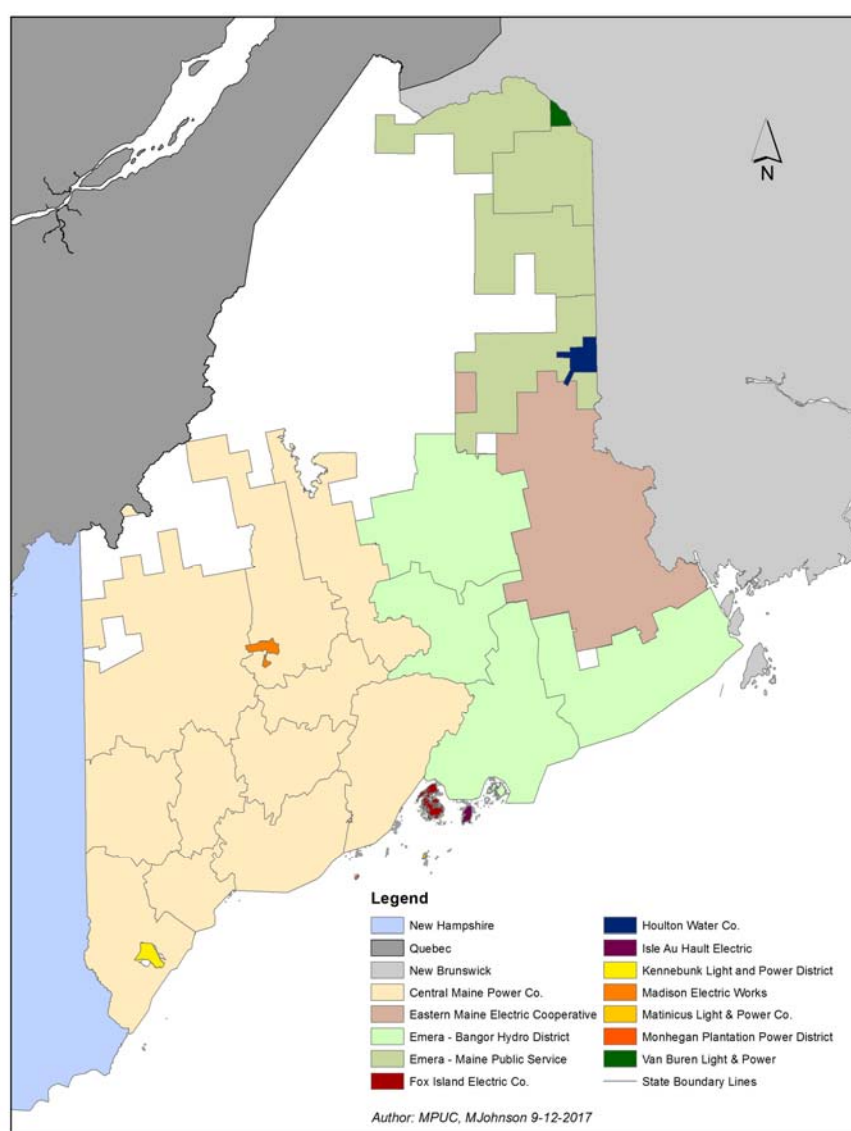 N
Legend
New Hampshire
Quebec
New Brunswick
Central Maine Power Co.
Eastern Maine Electric Cooperative
Emera - Bangor Hydro District
Emera - Maine Public Service
Fox Island Electric Co.
Houlton Water Co.
Isle Au Hault Electric
Kennebunk Light and Power District
Madison Electric Works
Matinicus Light & Power Co.
Monhegan Plantation Power District
Van Buren Light & Power
State Boundary Lines
Author: MPUC, MJohnson 9-12-2017